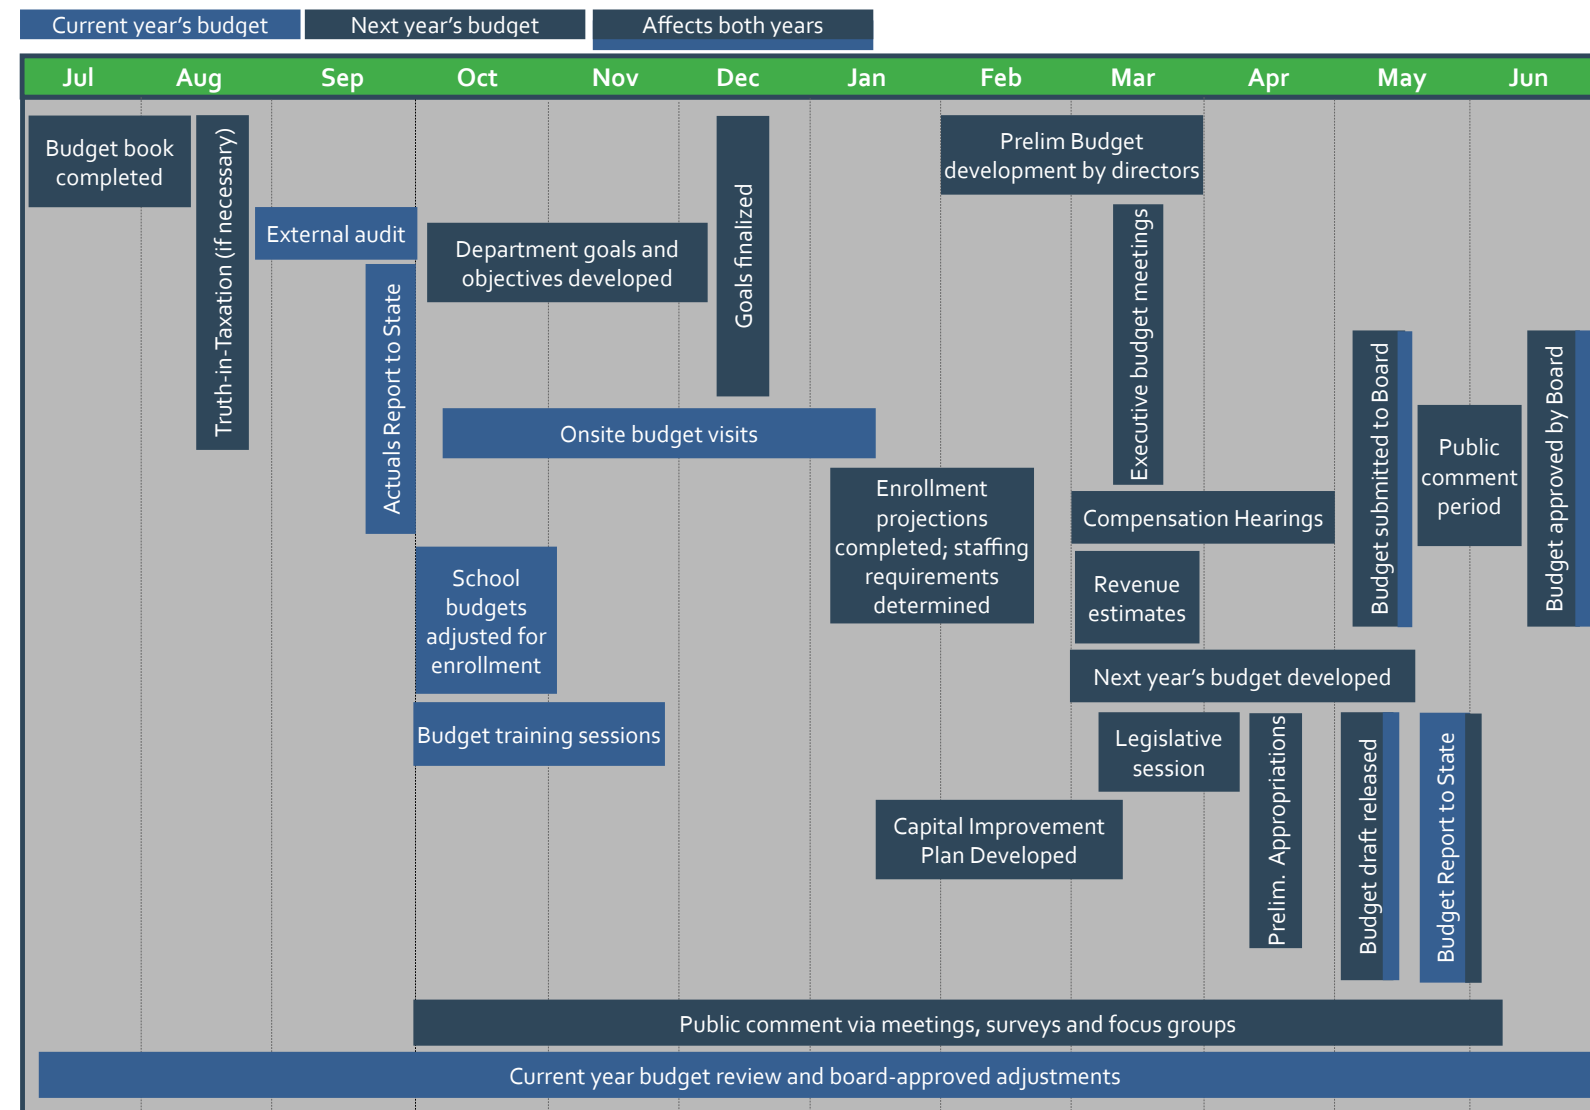 Current year’s budget
Next year’s budget
Affects both years
Jul
Aug
Sep
Oct
Nov
Dec
Jan
Feb
Mar
Apr
May
Jun
Budget book
completed
Truth-in-Taxation (if necessary)
External audit
Actuals Report to State
Department goals and
objectives developed
Goals finalized
Onsite budget visits
School
budgets
adjusted for
enrollment
Budget training sessions
Prelim Budget
development by directors
Executive budget meetings
Enrollment
projections
completed; staffing
requirements
determined
Compensation Hearings
Revenue
estimates
Next year’s budget developed
Legislative
session
Capital Improvement
Plan Developed
Prelim. Appropriations
Budget submitted to Board
Public
comment
period
Budget approved by Board
Budget draft released
Budget Report to State
Public comment via meetings, surveys and focus groups
Current year budget review and board-approved adjustments